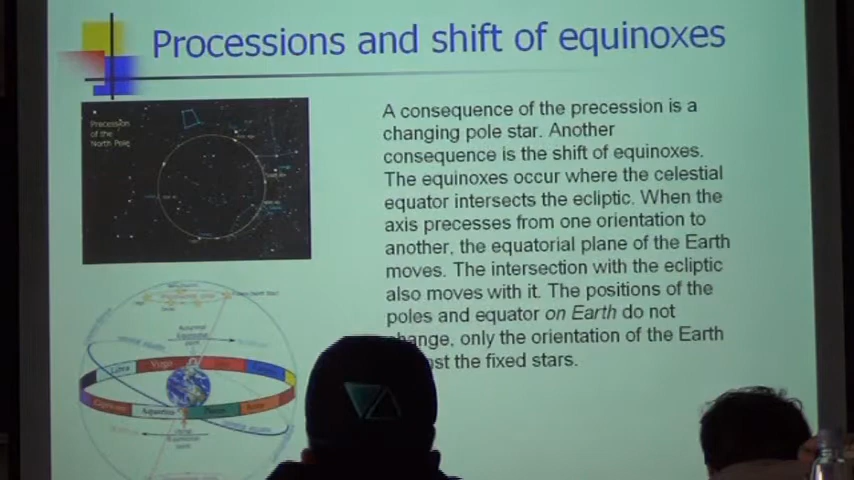 Processions and shift of equinoxes
Precession
of the
North Pole
A consequence of the precession is a
changing pole star. Another
consequence is the shift of equinoxes.
The equinoxes occur where the celestial
equator intersects the ecliptic. When the
axis precesses from one orientation to
another, the equatorial plane of the Earth
moves. The intersection with the ecliptic
also moves with it. The positions of the
poles and equator on Earth do not
change, only the orientation of the Earth
st the fixed stars.
Libra
Virgo
Capricorn
Aquarius
Pisces